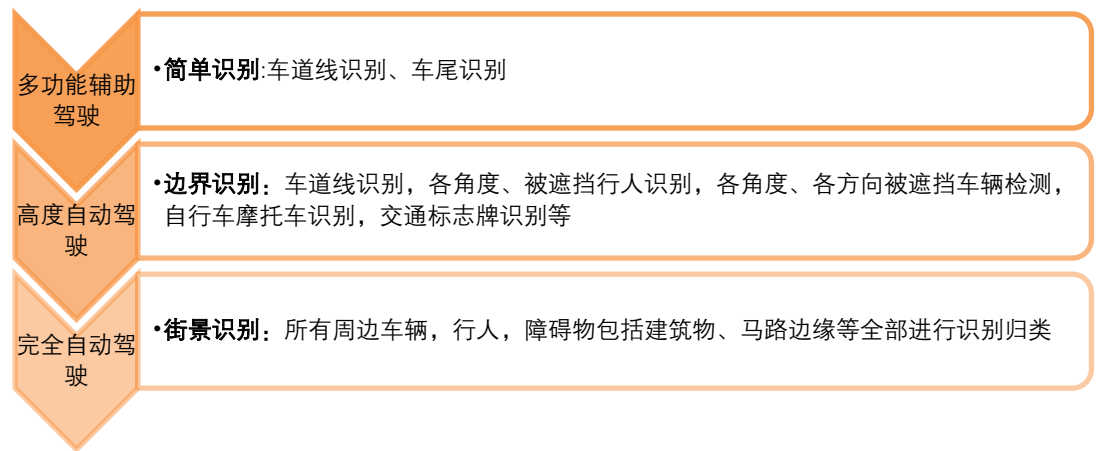 多功能辅助
驾驶
•简单识别:车道线识别、车尾识别
高度自动驾
驶
•边界识别：车道线识别，各角度、被遮挡行人识别，各角度、各方向被遮挡车辆检测，
自行车摩托车识别，交通标志牌识别等
完全自动驾
驶
•街景识别：所有周边车辆，行人，障碍物包括建筑物、马路边缘等全部进行识别归类